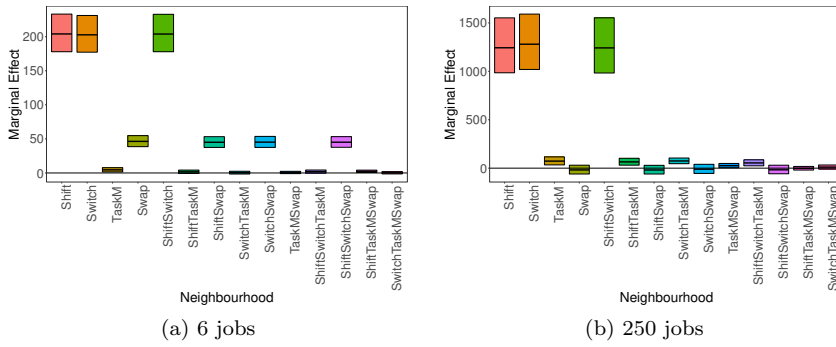 Marginal Effect
200
150
100
50
0
Shift
Switch
TaskM
Swap
ShiftSwitch
ShiftTaskM
ShiftSwap
SwitchTaskM
SwitchSwap
TaskMSwap
ShiftSwitchTaskM
ShiftSwitchSwap
ShiftTaskMSwap
SwitchTaskMSwap
Neighbourhood
(a) 6 jobs
Marginal Effect
1500
1000
500
0
Shift
Switch
TaskM
Swap
ShiftSwitch
ShiftTaskM
ShiftSwap
SwitchTaskM
SwitchSwap
TaskMSwap
ShiftSwitchTaskM
ShiftSwitchSwap
ShiftTaskMSwap
SwitchTaskMSwap
Neighbourhood
(b) 250 jobs